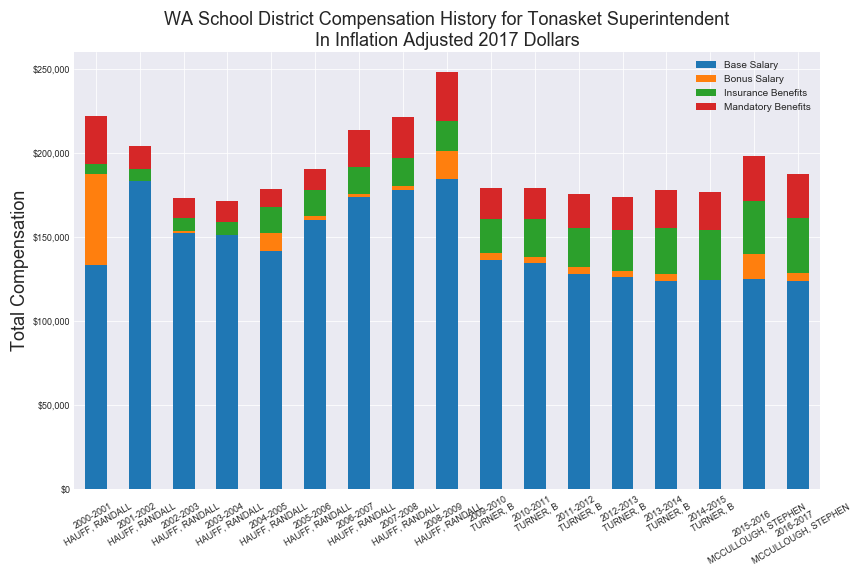 WA School District Compensation History for Tonasket Superintendent
In Inflation Adjusted 2017 Dollars
Base Salary
Bonus Salary
Insurance Benefits
Mandatory Benefits
Total Compensation
$250,000
$200,000
$150,000
$100,000
$50,000
$0
2000-2001
HAUFF, RANDALL
2001-2002
HAUFF, RANDALL
2002-2003
HAUFF, RANDALL
2003-2004
HAUFF, RANDALL
2004-2005
HAUFF, RANDALL
2005-2006
HAUFF, RANDALL
2006-2007
HAUFF, RANDALL
2007-2008
HAUFF, RANDALL
2008-2009
HAUFF, RANDALL
2009-2010
TURNER, B
2010-2011
TURNER, B
2011-2012
TURNER, B
2012-2013
TURNER, B
2013-2014
TURNER, B
2014-2015
TURNER, B
2015-2016
MCCULLOUGH, STEPHEN
2016-2017
MCCULLOUGH, STEPHEN